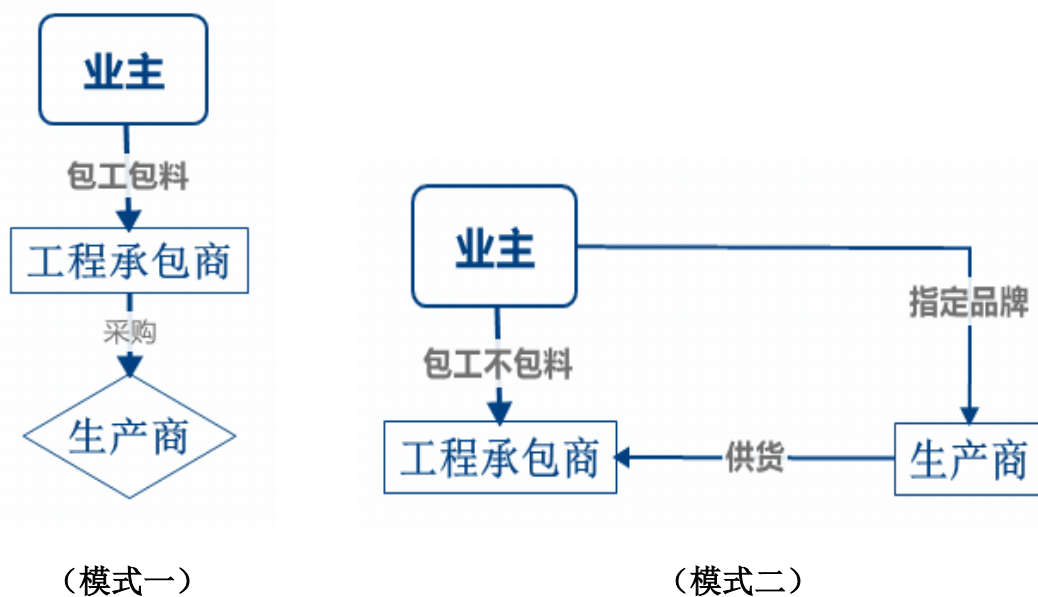 业主
包工包料
工程承包商
采购
生产商
（模式一）
业主
指定品牌
包工不包料
工程承包商
供货
生产商
（模式二）